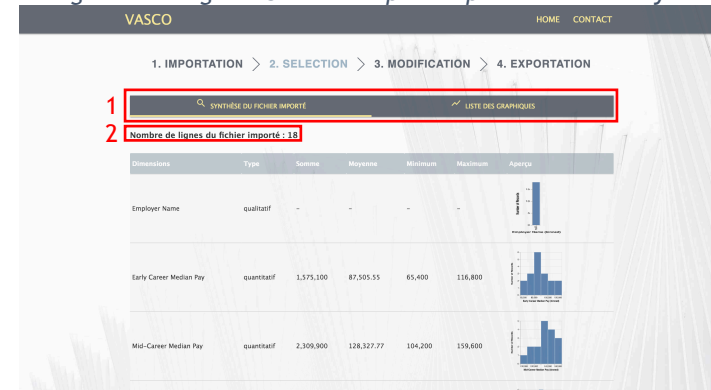 VASCO HOME CONTACT
1. IMPORTATION > 2. SELECTION > 3. MODIFICATION > 4. EXPORTATION
1 SYNTHÈSE DU FICHIER IMPORTÉ LISTE DES GRAPHIQUES
2 Nombre de lignes du fichier importé : 18
Dimensions Type Somme Moyenne Minimum Maximum Aperçu
Employer Name qualitatif - - - -
Early Career Median Pay quantitatif 1,575,100 87,505.55 65,400 116,800
Mid-Career Median Pay quantitatif 2,309,900 128,327.77 104,200 159,600